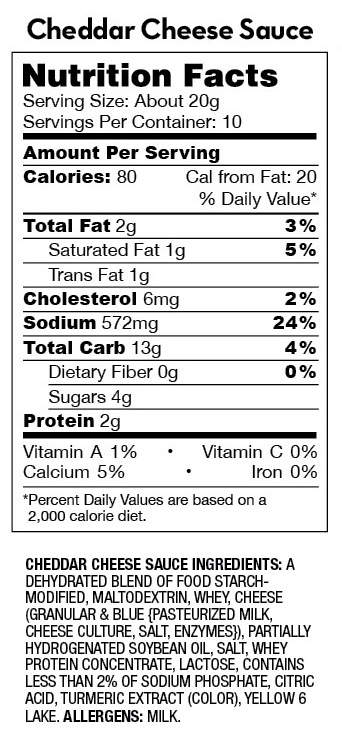 Cheddar Cheese Sauce
Nutrition Facts
Serving Size: About 20g
Servings Per Container: 10
Amount Per Serving
Calories: 80 Cal from Fat: 20
% Daily Value*
Total Fat 2g 3%
Saturated Fat 1g 5%
Trans Fat 1g
Cholesterol 6mg 2%
Sodium 572mg 24%
Total Carb 13g 4%
Dietary Fiber 0g 0%
Sugars 4g
Protein 2g
Vitamin A 1% • Vitamin C 0%
Calcium 5% • Iron 0%
*Percent Daily Values are based on a
2,000 calorie diet.
CHEDDAR CHEESE SAUCE INGREDIENTS: A
DEHYDRATED BLEND OF FOOD STARCH-
MODIFIED, MALTODEXTRIN, WHEY, CHEESE
(GRANULAR & BLUE {PASTEURIZED MILK,
CHEESE CULTURE, SALT, ENZYMES}), PARTIALLY
HYDROGENATED SOYBEAN OIL, SALT, WHEY
PROTEIN CONCENTRATE, LACTOSE, CONTAINS
LESS THAN 2% OF SODIUM PHOSPHATE, CITRIC
ACID, TURMERIC EXTRACT (COLOR), YELLOW 6
LAKE. ALLERGENS: MILK.